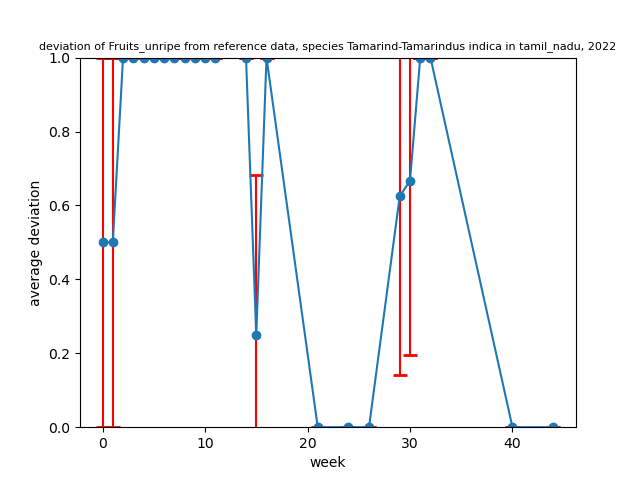 deviation of Fruits_unripe from reference data, species Tamarind-Tamarindus indica in tamil_nadu, 2022
1.0
0.8
0.6
0.4
0.2
0.0
average deviation
0 10 20 30 40
week